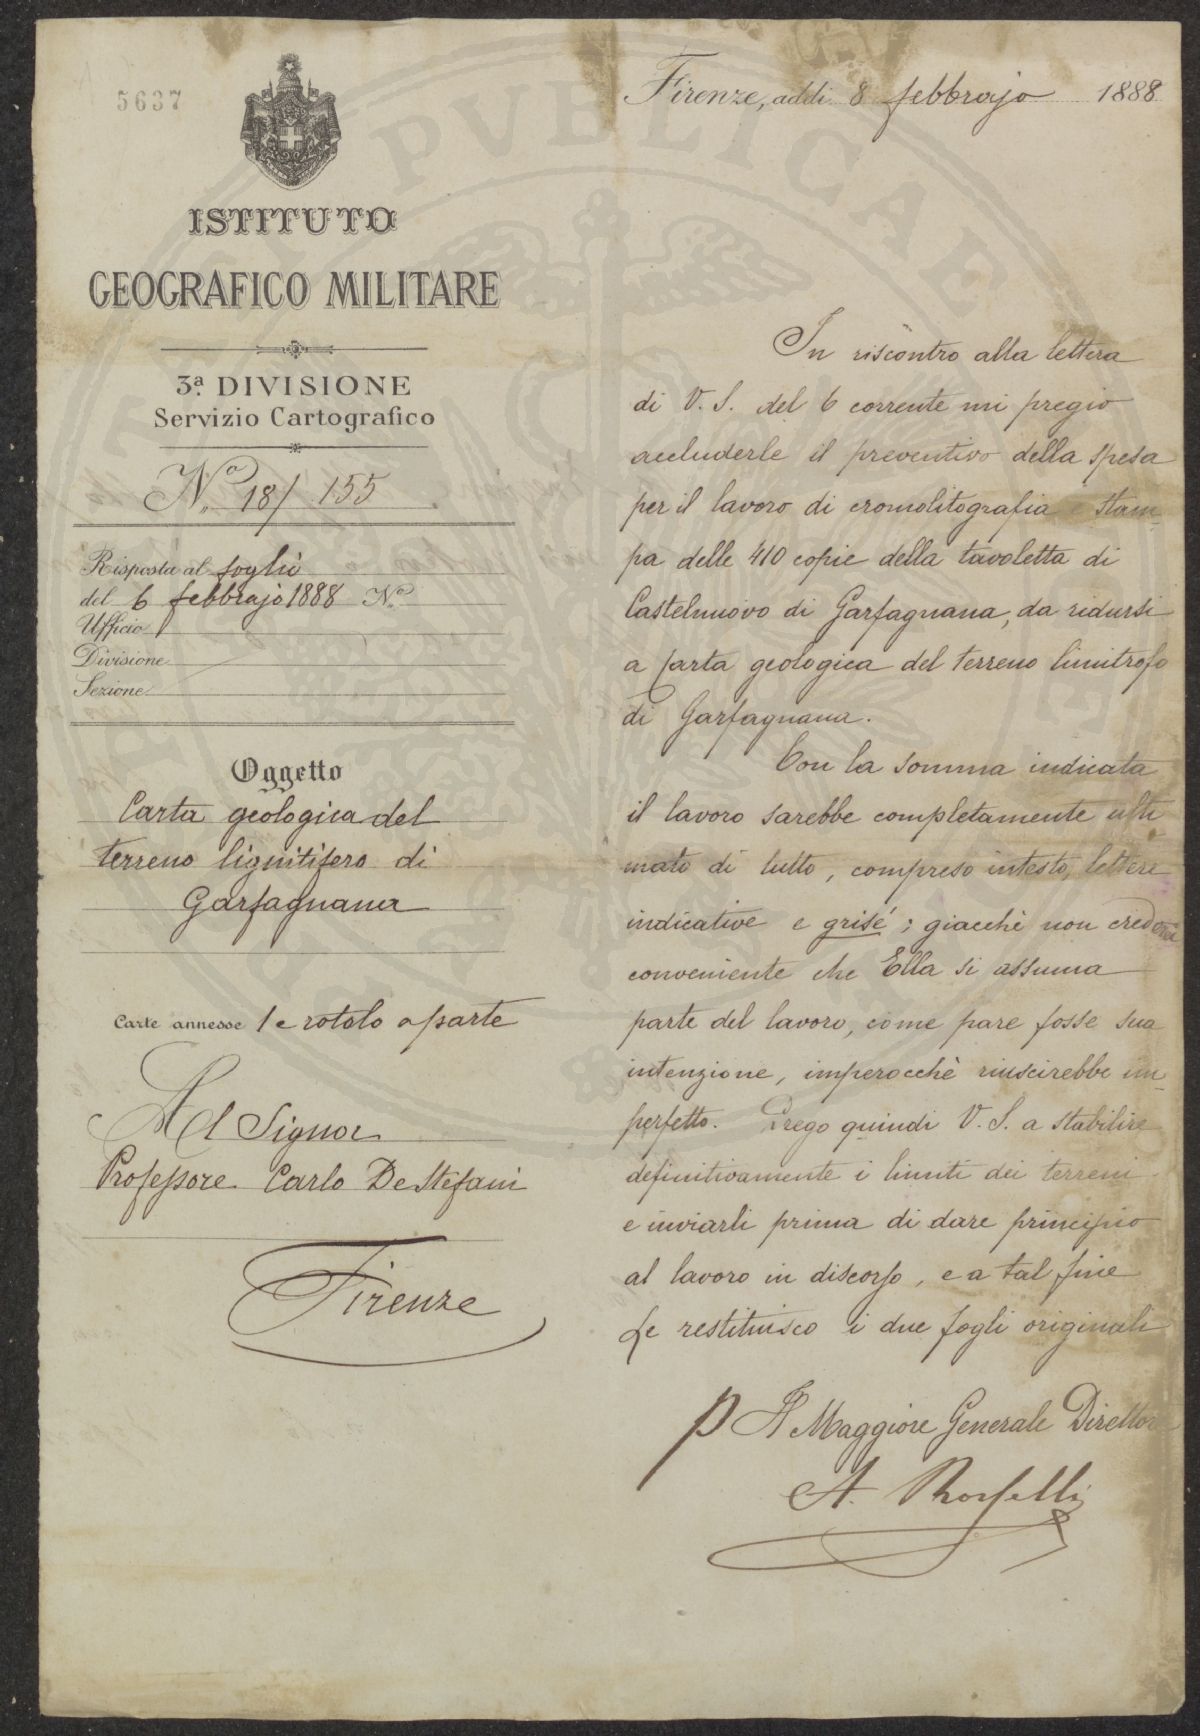 5637
ISTITUTO
GEOGRAFICO MILITARE
3ª DIVISIONE
Servizio Cartografico
No. 18/155
Risposta al foglio
del 6 febbrajo 1888 No.
Ufficio
Divisione
Sezione
Oggetto
Carta geologica del
terreno lignitifero di
Garfagnana
Carte annesse 1 e rotolo a parte
Al Signor
Professore Carlo De Stefani
Firenze
Firenze, addì 8 febbrajo 1888
In riscontro alla lettera
di V. S. del 6 corrente mi pregio
accluderle il preventivo della spesa
per il lavoro di cromolitografia e stam-
pa delle 410 copie della tavoletta di
Castelnuovo di Garfagnana, da ridursi
a Carta geologica del terreno limitrofo
di Garfagnana.
Con la somma indicata
il lavoro sarebbe completamente ulti
mato di tutto, compreso intesto, lettere
indicative e grisé; giacchè non crederei
conveniente che Ella si assuma
parte del lavoro, come pare fosse sua
intenzione, imperocchè riuscirebbe im-
perfetto. Prego quindi V. S. a stabilire
definitivamente i limiti dei terreni
e inviarli prima di dare principio
al lavoro in discorso, e a tal fine
Le restituisco i due fogli originali
p Il Maggiore Generale Direttore
A. Rosselli
PVBLICAE